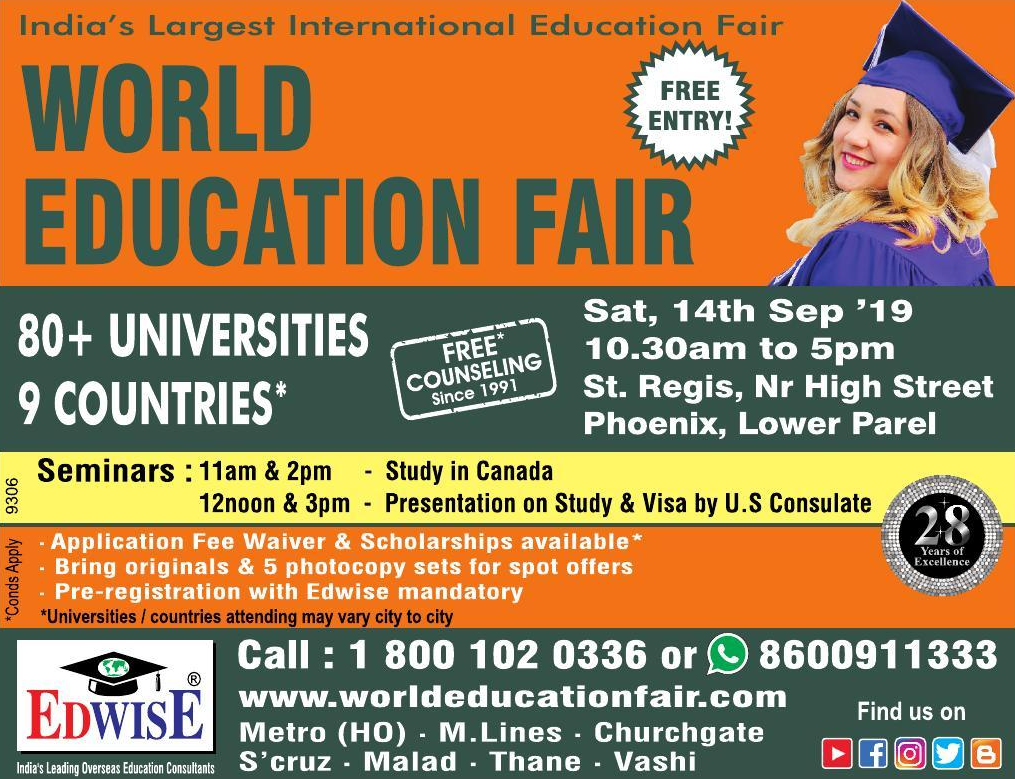 India's Largest International Education Fair
WORLD
EDUCATION FAIR
FREE
ENTRY!
80+ UNIVERSITIES
9 COUNTRIES*
FREE*
COUNSELING
Since 1991
Sat, 14th Sep '19
10.30am to 5pm
St. Regis, Nr High Street
Phoenix, Lower Parel
9306
Seminars : 11am & 2pm - Study in Canada
12noon & 3pm - Presentation on Study & Visa by U.S Consulate
28
Years of
Excellence
*Conds Apply
- Application Fee Waiver & Scholarships available*
- Bring originals & 5 photocopy sets for spot offers
- Pre-registration with Edwise mandatory
*Universities / countries attending may vary city to city
EDWISE®
India's Leading Overseas Education Consultants
Call : 1 800 102 0336 or 8600911333
www.worldeducationfair.com
Metro (HO) - M.Lines - Churchgate
S'cruz - Malad - Thane - Vashi
Find us on